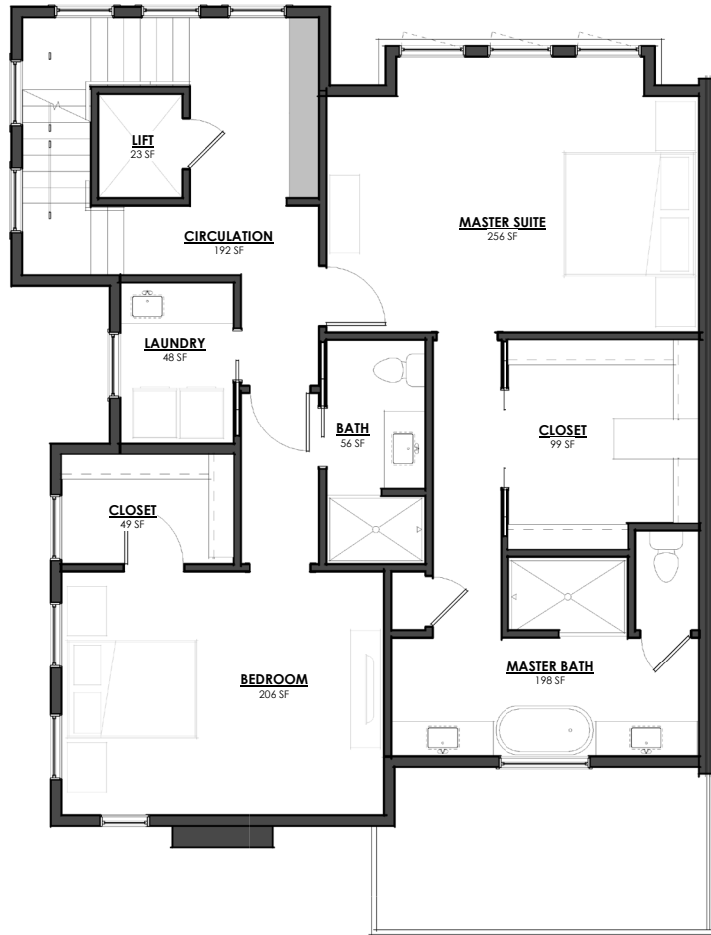 LIFT
23 SF
CIRCULATION
192 SF
MASTER SUITE
256 SF
LAUNDRY
48 SF
BATH
56 SF
CLOSET
99 SF
CLOSET
49 SF
BEDROOM
206 SF
MASTER BATH
198 SF